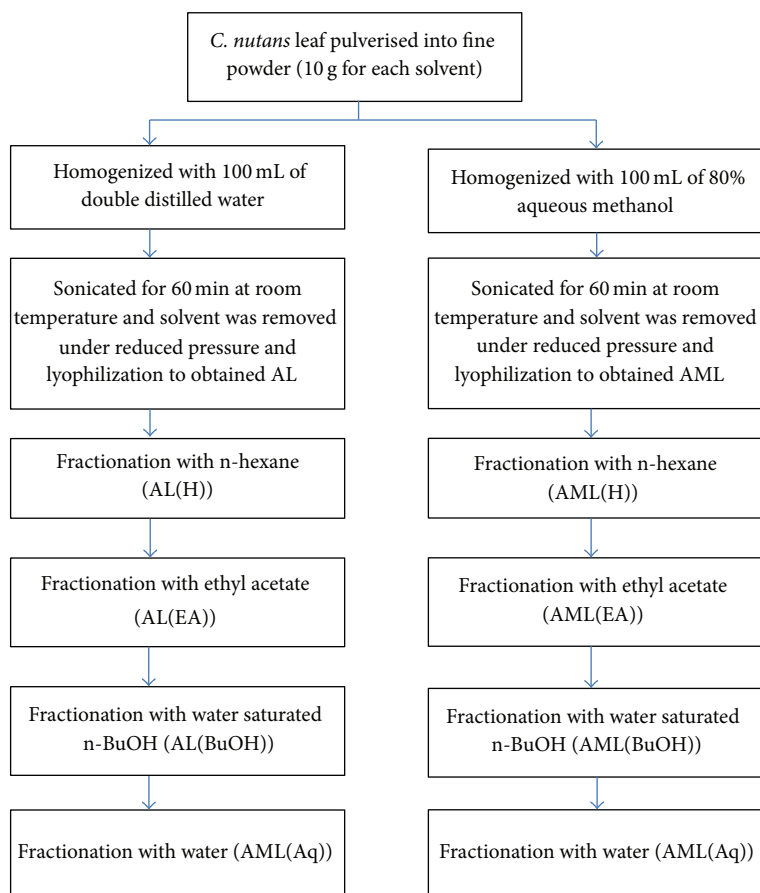 C. nutans leaf pulverised into fine
powder (10 g for each solvent)
Homogenized with 100 mL of
double distilled water
Sonicated for 60 min at room
temperature and solvent was removed
under reduced pressure and
lyophilization to obtained AL
Fractionation with n-hexane
(AL(H))
Fractionation with ethyl acetate
(AL(EA))
Fractionation with water saturated
n-BuOH (AL(BuOH))
Fractionation with water (AML(Aq))
Homogenized with 100 mL of 80%
aqueous methanol
Sonicated for 60 min at room
temperature and solvent was removed
under reduced pressure and
lyophilization to obtained AML
Fractionation with n-hexane
(AML(H))
Fractionation with ethyl acetate
(AML(EA))
Fractionation with water saturated
n-BuOH (AML(BuOH))
Fractionation with water (AML(Aq))